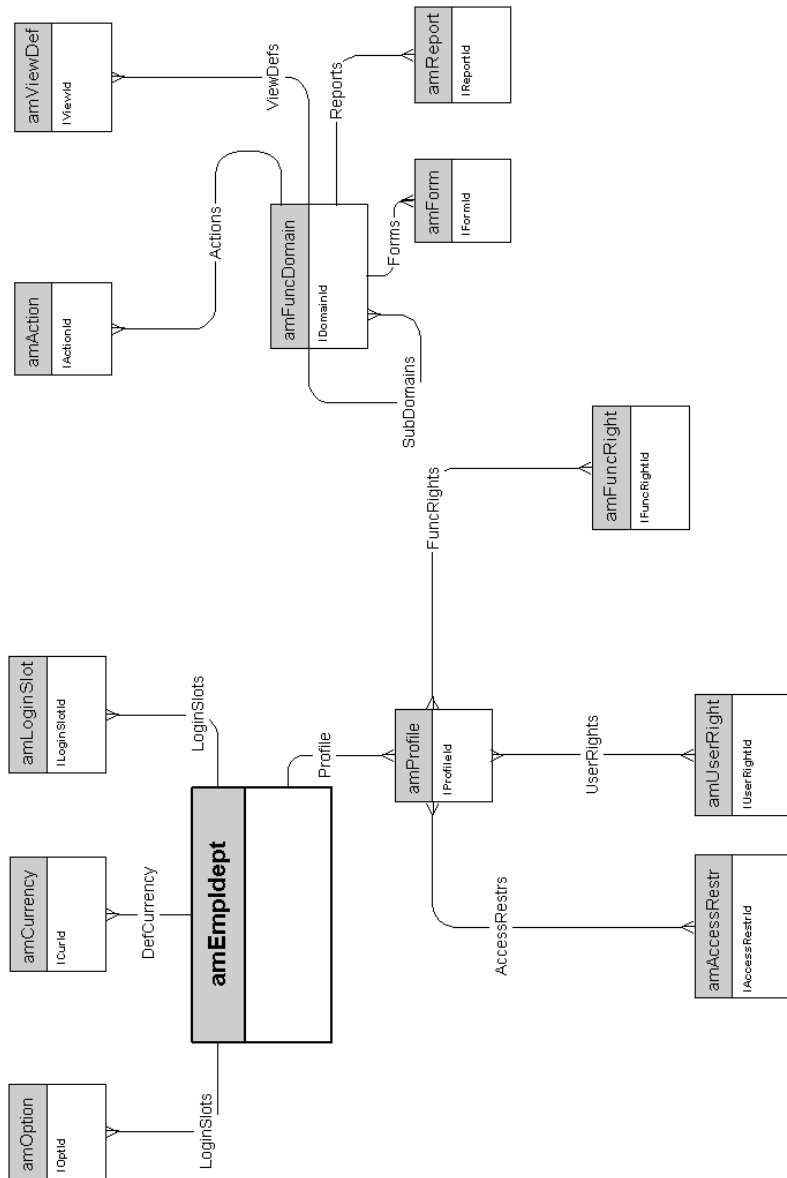 amOption
lOptId
LoginSlots
amCurrency
lCurId
DefCurrency
amLoginSlot
lLoginSlotId
LoginSlots
amEmpldept
Profile
amProfile
lProfileId
AccessRestrs
amAccessRestr
lAccessRestrId
UserRights
amUserRight
lUserRightId
FuncRights
amFuncRight
lFuncRightId
amAction
lActionId
Actions
amViewDef
lViewId
ViewDefs
amFuncDomain
lDomainId
SubDomains
Forms
amForm
lFormId
Reports
amReport
lReportId